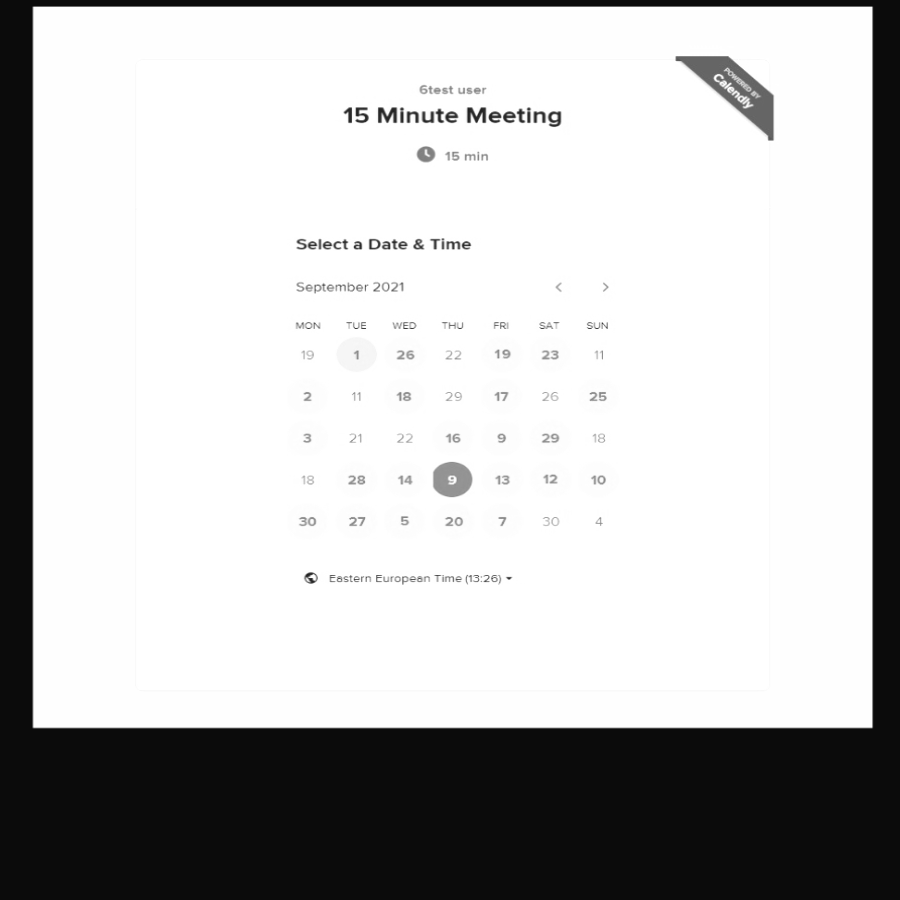 POWERED BY
Calendly
6test user
15 Minute Meeting
15 min
Select a Date & Time
September 2021
MON TUE WED THU FRI SAT SUN
19 1 26 22 19 23 11
2 11 18 29 17 26 25
3 21 22 16 9 29 18
18 28 14 9 13 12 10
30 27 5 20 7 30 4
Eastern European Time (13:26)